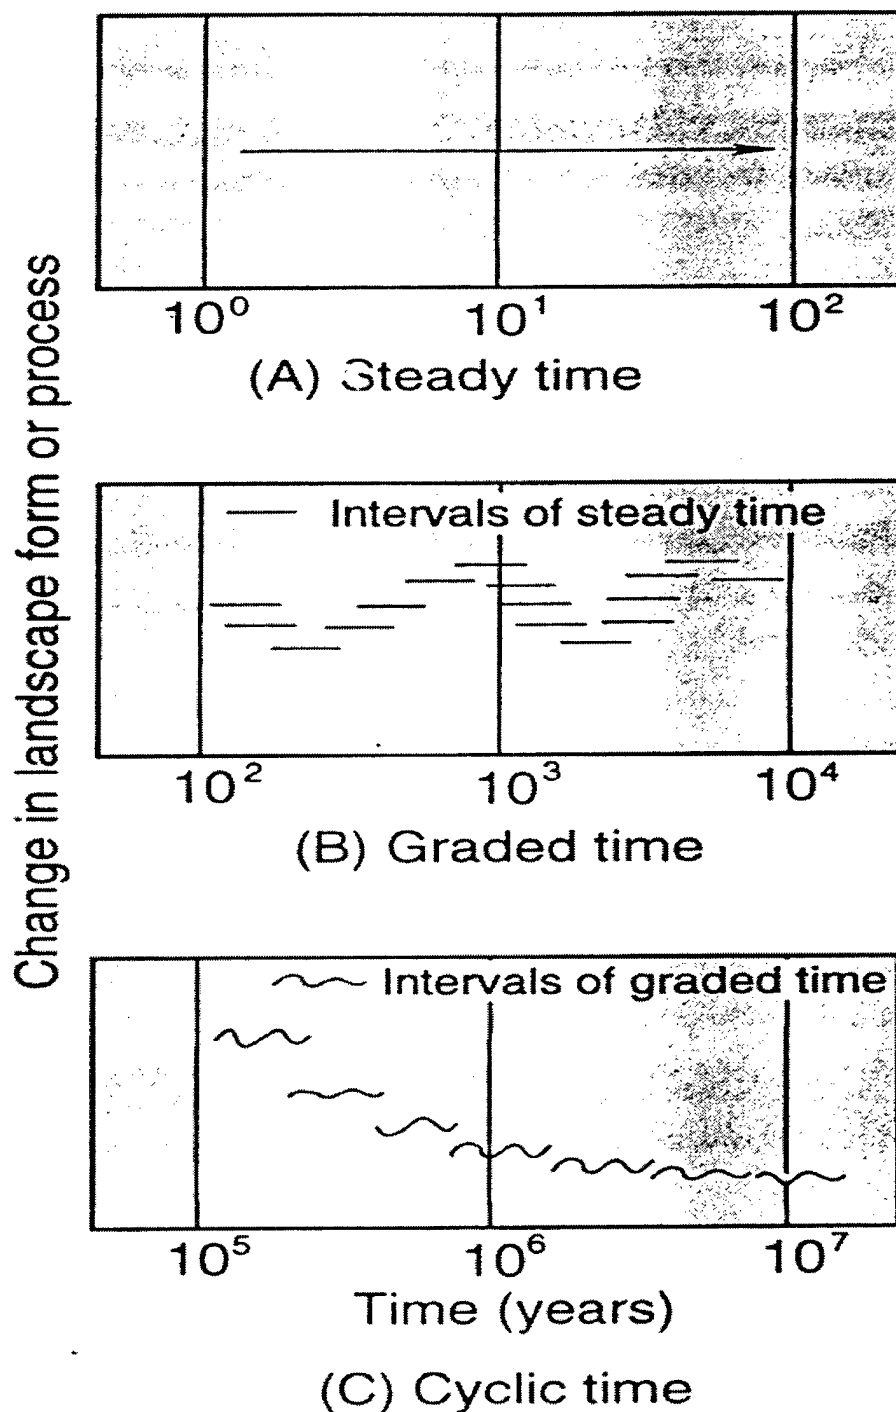 Change in landscape form or process
10⁰ 10¹ 10²
(A) Steady time
Intervals of steady time
10² 10³ 10⁴
(B) Graded time
Intervals of graded time
10⁵ 10⁶ 10⁷
Time (years)
(C) Cyclic time